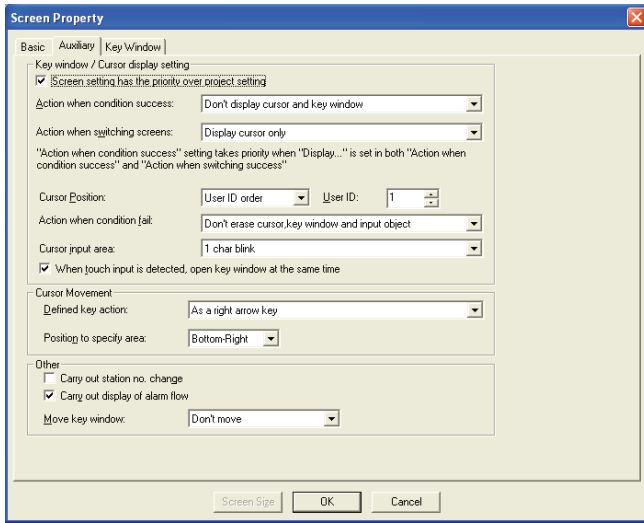 Screen Property
Basic Auxiliary Key Window
Key window / Cursor display setting
Screen setting has the priority over project setting
Action when condition success: Don't display cursor and key window
Action when switching screens: Display cursor only
"Action when condition success" setting takes priority when "Display..." is set in both "Action when
condition success" and "Action when switching success"
Cursor Position: User ID order User ID: 1
Action when condition fail: Don't erase cursor,key window and input object
Cursor input area: 1 char blink
When touch input is detected, open key window at the same time
Cursor Movement
Defined key action: As a right arrow key
Position to specify area: Bottom-Right
Other
Carry out station no. change
Carry out display of alarm flow
Move key window: Don't move
Screen Size OK Cancel